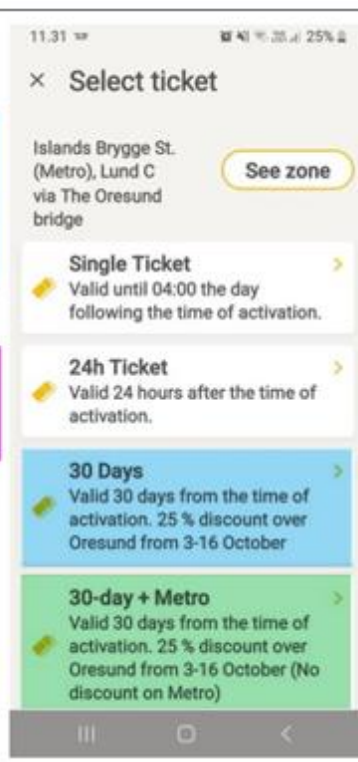 11.31
25%
× Select ticket
Islands Brygge St.
(Metro), Lund C
via The Oresund
bridge
See zone
Single Ticket
Valid until 04:00 the day
following the time of activation.
24h Ticket
Valid 24 hours after the time of
activation.
30 Days
Valid 30 days from the time of
activation. 25 % discount over
Oresund from 3-16 October
30-day + Metro
Valid 30 days from the time of
activation. 25 % discount over
Oresund from 3-16 October (No
discount on Metro)